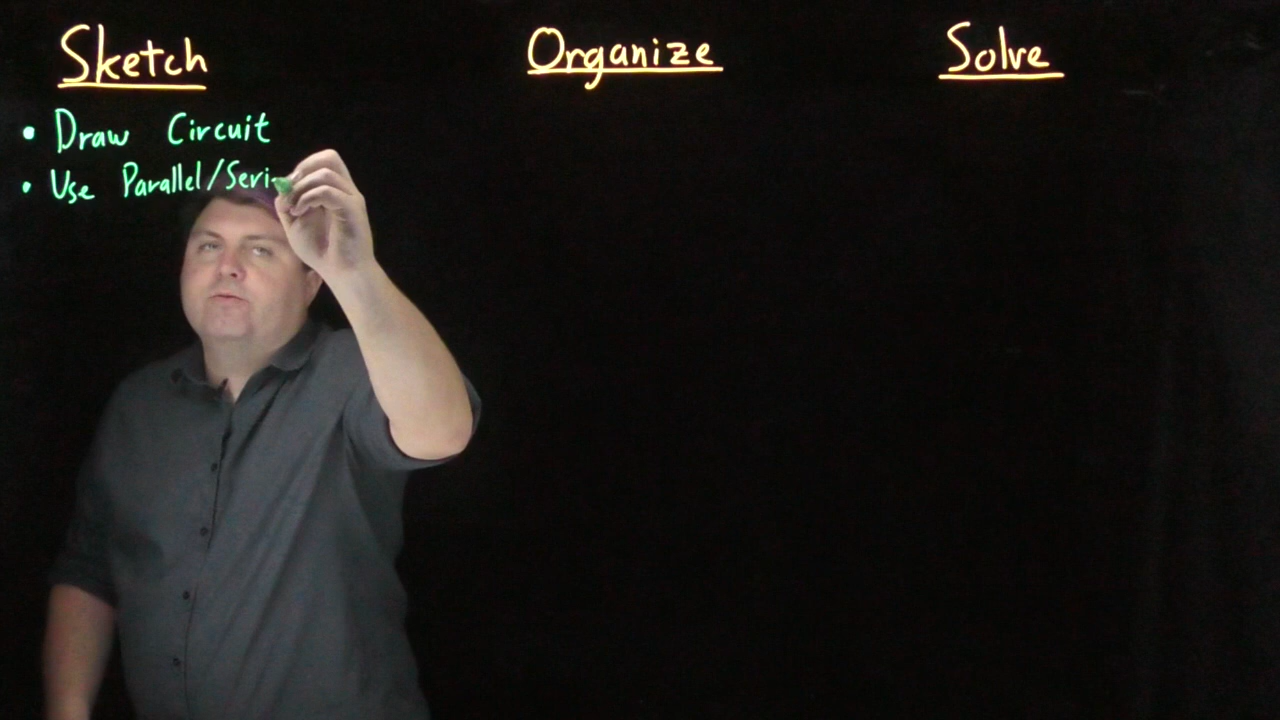 Sketch
Organize
Solve
• Draw Circuit
• Use Parallel/Seri